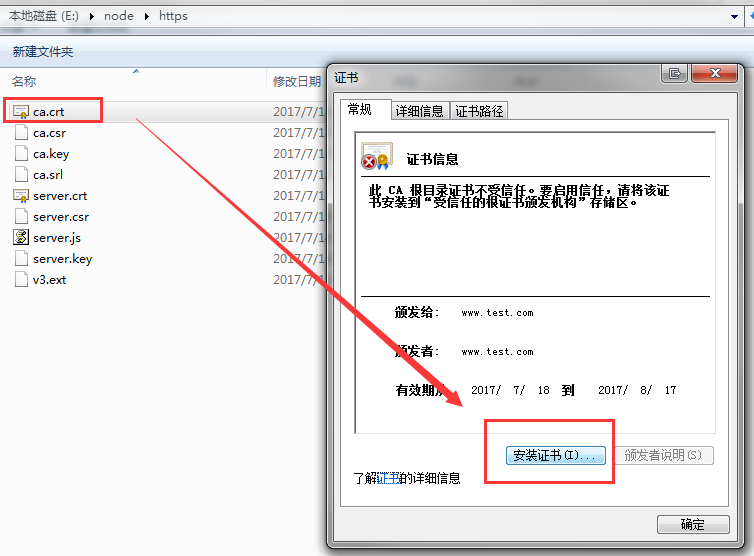 本地磁盘 (E:) ▸ node ▸ https
新建文件夹
名称
修改日期
ca.crt
2017/7/1
ca.csr
2017/7/1
ca.key
2017/7/1
ca.srl
2017/7/1
server.crt
2017/7/1
server.csr
2017/7/1
server.js
2017/7/1
server.key
2017/7/1
v3.ext
2017/7/1
证书
常规
详细信息
证书路径
证书信息
此 CA 根目录证书不受信任。要启用信任，请将该证
书安装到“受信任的根证书颁发机构”存储区。
颁发给: www.test.com
颁发者: www.test.com
有效期从 2017/ 7/ 18 到 2017/ 8/ 17
安装证书(I)...
颁发者说明(S)
了解证书的详细信息
确定